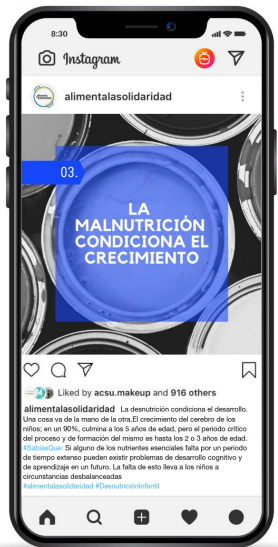 8:30
Instagram
alimentalasolidaridad
03.
LA
MALNUTRICIÓN
CONDICIONA EL
CRECIMIENTO
Liked by acsu.makeup and 916 others
alimentalasolidaridad La desnutrición condiciona el desarrollo.
Una cosa va de la mano de la otra.El crecimiento del cerebro de los
niños; en un 90%, culmina a los 5 años de edad, pero el periodo crítico
del proceso y de formación del mismo es hasta los 2 o 3 años de edad.
#SabíasQue: Si alguno de los nutrientes esenciales falta por un periodo
de tiempo extenso pueden existir problemas de desarrollo cognitivo y
de aprendizaje en un futuro. La falta de esto lleva a los niños a
circunstancias desbalanceadas
#alimentalasolidaridad #DesnutriciónInfantil